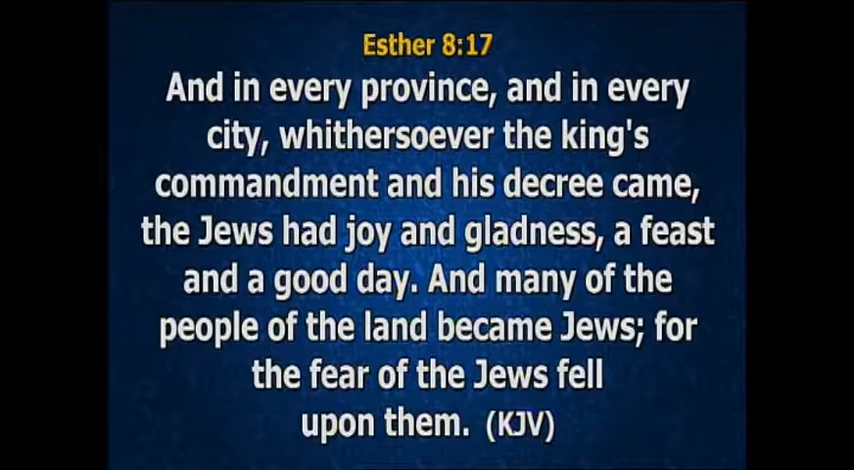 Esther 8:17
And in every province, and in every
city, whithersoever the king's
commandment and his decree came,
the Jews had joy and gladness, a feast
and a good day. And many of the
people of the land became Jews; for
the fear of the Jews fell
upon them. (KJV)